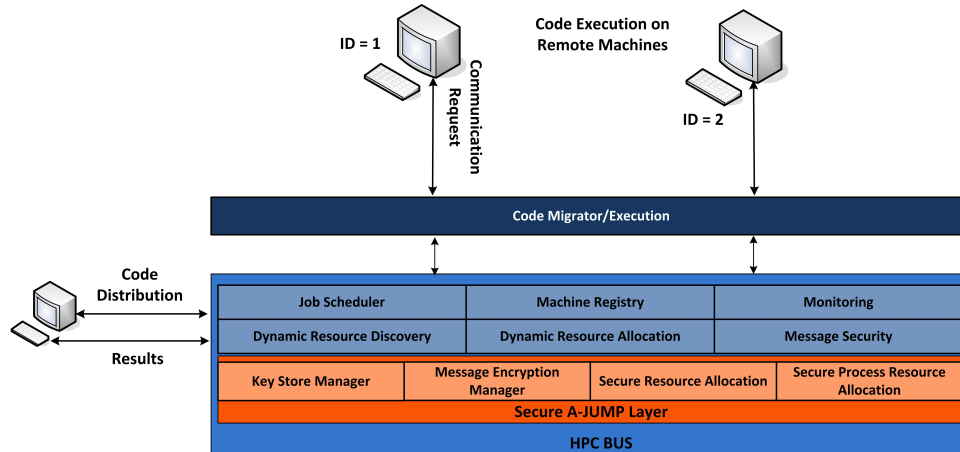 ID = 1
Code Execution on
Remote Machines
Communication
Request
ID = 2
Code Migrator/Execution
Code
Distribution
Results
Job Scheduler
Machine Registry
Monitoring
Dynamic Resource Discovery
Dynamic Resource Allocation
Message Security
Key Store Manager
Message Encryption
Manager
Secure Resource Allocation
Secure Process Resource
Allocation
Secure A-JUMP Layer
HPC BUS